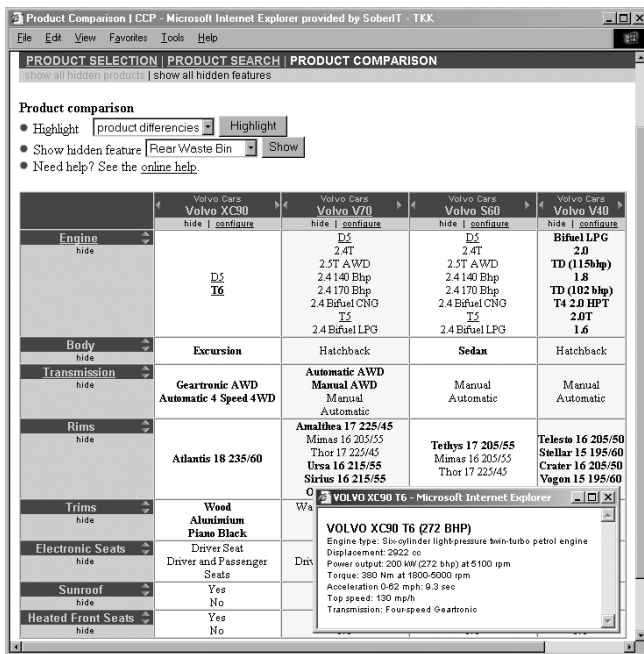 Product Comparison | CCP - Microsoft Internet Explorer provided by SoberIT - TKK
File Edit View Favorites Tools Help
PRODUCT SELECTION | PRODUCT SEARCH | PRODUCT COMPARISON
show all hidden products | show all hidden features
Product comparison
Highlight product differencies Highlight
Show hidden feature Rear Waste Bin Show
Need help? See the online help.
Volvo Cars Volvo Cars Volvo Cars Volvo Cars
Volvo XC90 Volvo V70 Volvo S60 Volvo V40
hide | configure hide | configure hide | configure hide | configure
Engine
hide
D5
T6
D5
2.4T
2.5T AWD
2.4 140 Bhp
2.4 170 Bhp
2.4 Bifuel CNG
T5
2.4 Bifuel LPG
D5
2.4T
2.5T AWD
2.4 140 Bhp
2.4 170 Bhp
2.4 Bifuel CNG
T5
2.4 Bifuel LPG
Bifuel LPG
2.0
TD (115bhp)
1.8
TD (102 bhp)
T4 2.0 HPT
2.0T
1.6
Body
hide
Excursion
Hatchback
Sedan
Hatchback
Transmission
hide
Geartronic AWD
Automatic 4 Speed 4WD
Automatic AWD
Manual AWD
Manual
Automatic
Manual
Automatic
Manual
Automatic
Rims
hide
Atlantis 18 235/60
Amalthea 17 225/45
Mimas 16 205/55
Thor 17 225/45
Ursa 16 215/55
Sirius 16 215/55
Tethys 17 205/55
Mimas 16 205/55
Thor 17 225/45
Telesto 16 205/50
Stellar 15 195/60
Crater 16 205/50
Vogon 15 195/60
Trims
hide
Wood
Alunimium
Piano Black
Electronic Seats
hide
Driver Seat
Driver and Passenger
Seats
Sunroof
hide
Yes
No
Heated Front Seats
hide
Yes
No
VOLVO XC90 T6 - Microsoft Internet Explorer
VOLVO XC90 T6 (272 BHP)
Engine type: Six-cylinder light-pressure twin-turbo petrol engine
Displacement: 2922 cc
Power output: 200 kW (272 bhp) at 5100 rpm
Torque: 380 Nm at 1800-5000 rpm
Acceleration 0-62 mph: 9.3 sec
Top speed: 130 mp/h
Transmission: Four-speed Geartronic